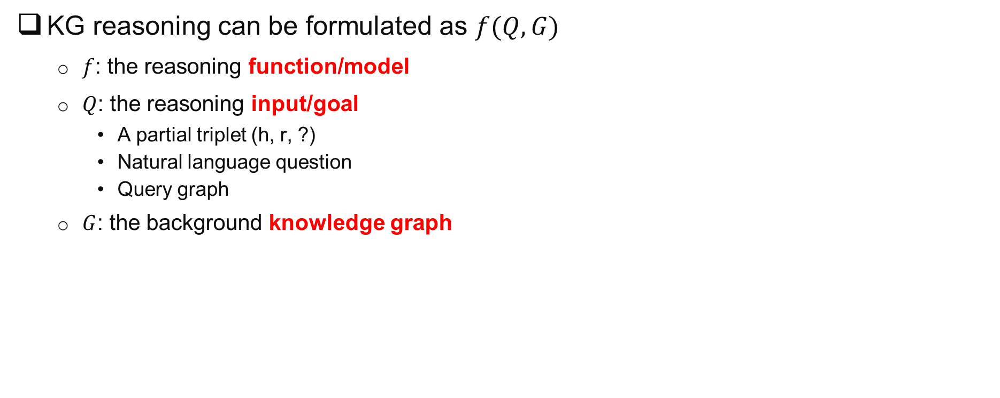 ❑ KG reasoning can be formulated as 𝑓(𝑄, 𝐺)
○ 𝑓: the reasoning function/model
○ 𝑄: the reasoning input/goal
• A partial triplet (h, r, ?)
• Natural language question
• Query graph
○ 𝐺: the background knowledge graph